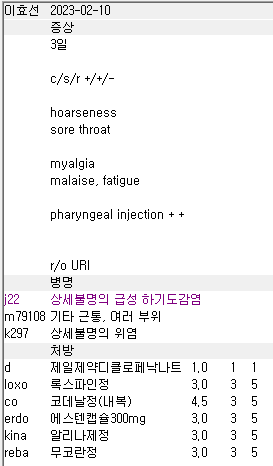 이효선 2023-02-10
증상
3일
c/s/r +/+/-
hoarseness
sore throat
myalgia
malaise, fatigue
pharyngeal injection + +
r/o URI
병명
j22 상세불명의 급성 하기도감염
m79108 기타 근통, 여러 부위
k297 상세불명의 위염
처방
d 제일제약디클로페낙나트 1.0 1 1
loxo 록스파인정 3.0 3 5
co 코데날정(내복) 4.5 3 5
erdo 에스텐캡슐300mg 3.0 3 5
kina 알리나제정 3.0 3 5
reba 무코란정 3.0 3 5